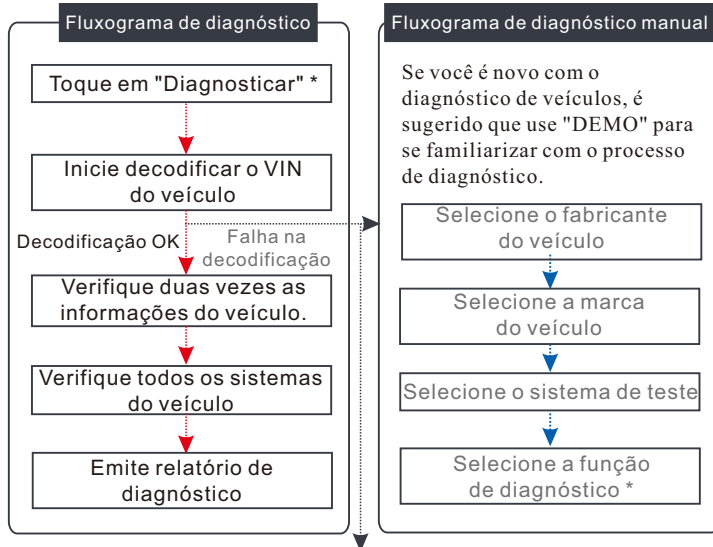 Fluxograma de diagnóstico
Toque em "Diagnosticar" *
Inicie decodificar o VIN
do veículo
Decodificação OK
Falha na
decodificação
Verifique duas vezes as
informações do veículo.
Verifique todos os sistemas
do veículo
Emite relatório de
diagnóstico
Fluxograma de diagnóstico manual
Se você é novo com o
diagnóstico de veículos, é
sugerido que use "DEMO" para
se familiarizar com o processo
de diagnóstico.
Selecione o fabricante
do veículo
Selecione a marca
do veículo
Selecione o sistema de teste
Selecione a função
de diagnóstico *